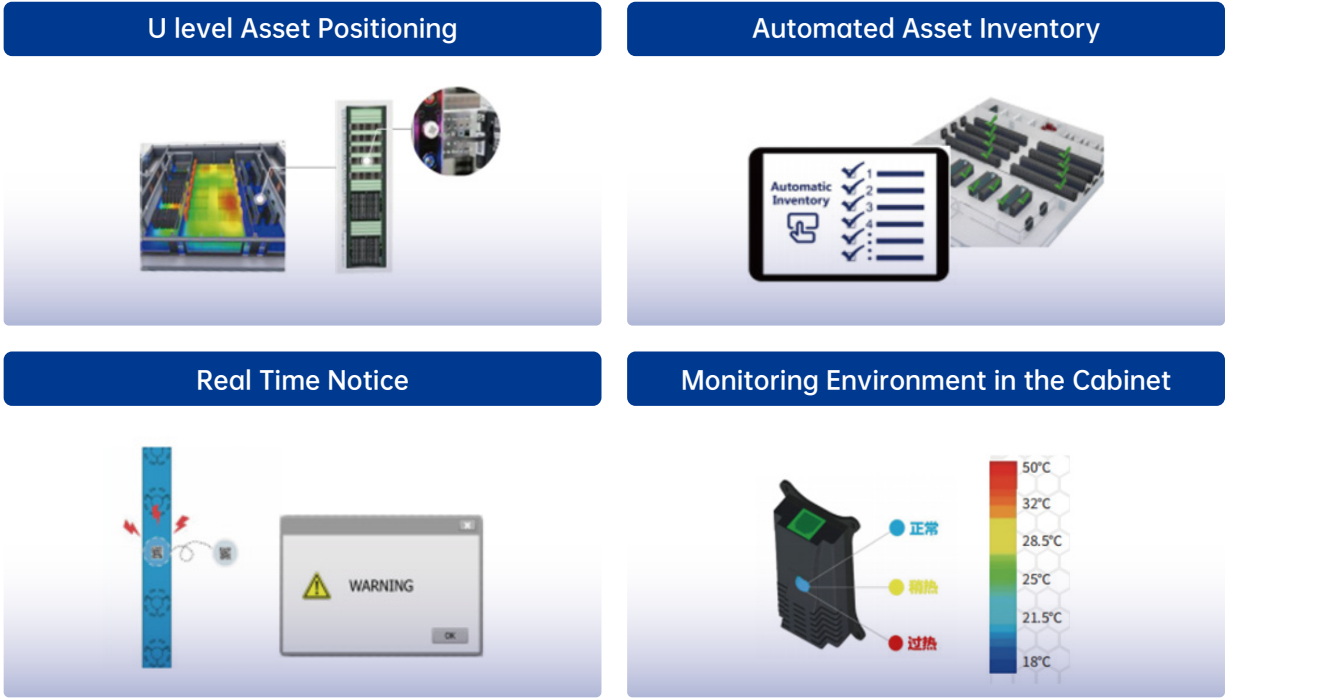 U level Asset Positioning
Automated Asset Inventory
Automatic
Inventory
1
2
3
4
Real Time Notice
Monitoring Environment in the Cabinet
WARNING
OK
正常
稍热
过热
50℃
32℃
28.5℃
25℃
21.5℃
18℃